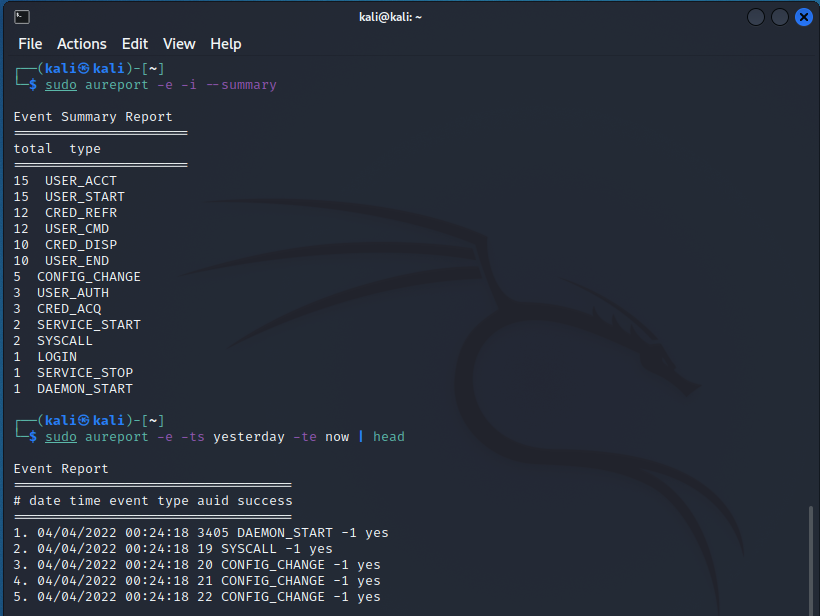 kali@kali: ~
File Actions Edit View Help
┌──(kali㉿kali)-[~]
└─$ sudo aureport -e -i --summary
Event Summary Report
======================
total  type
======================
15  USER_ACCT
15  USER_START
12  CRED_REFR
12  USER_CMD
10  CRED_DISP
10  USER_END
5  CONFIG_CHANGE
3  USER_AUTH
3  CRED_ACQ
2  SERVICE_START
2  SYSCALL
1  LOGIN
1  SERVICE_STOP
1  DAEMON_START
┌──(kali㉿kali)-[~]
└─$ sudo aureport -e -ts yesterday -te now | head
Event Report
===================================
# date time event type auid success
===================================
1. 04/04/2022 00:24:18 3405 DAEMON_START -1 yes
2. 04/04/2022 00:24:18 19 SYSCALL -1 yes
3. 04/04/2022 00:24:18 20 CONFIG_CHANGE -1 yes
4. 04/04/2022 00:24:18 21 CONFIG_CHANGE -1 yes
5. 04/04/2022 00:24:18 22 CONFIG_CHANGE -1 yes